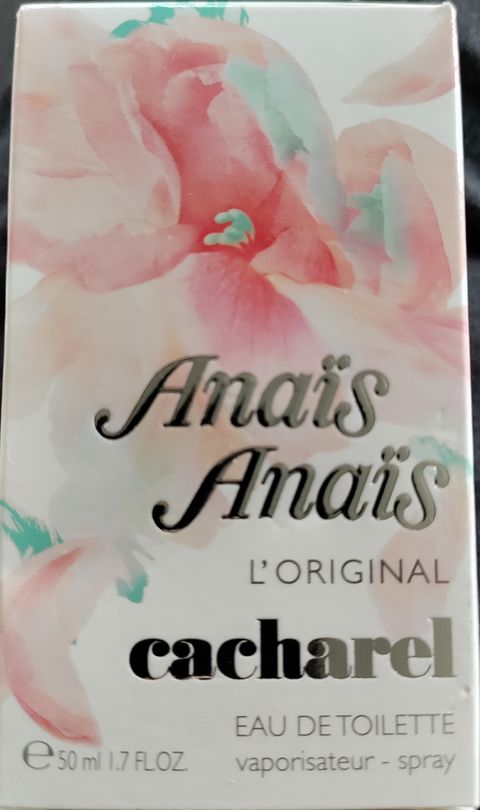 Anaïs
Anaïs
L'ORIGINAL
cacharel
EAU DE TOILETTE
℮ 50 ml 1.7 FL.OZ. vaporisateur - spray